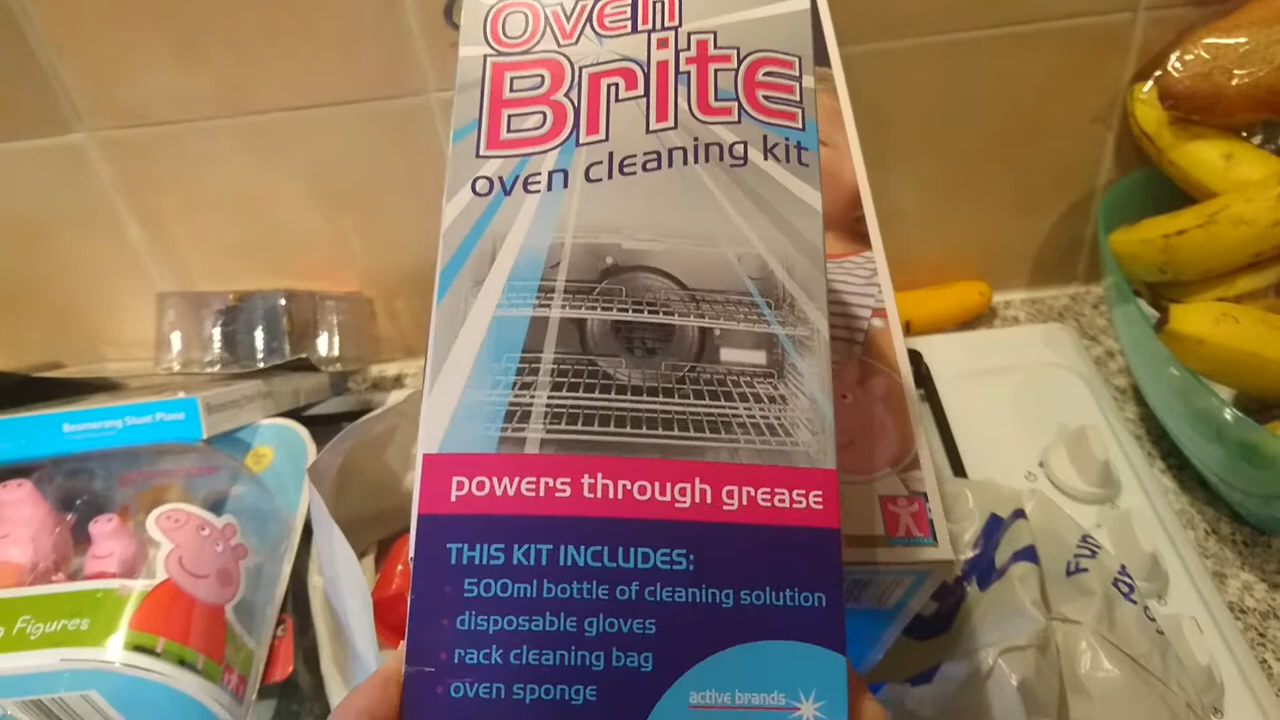 Oven
Brite
oven cleaning kit
powers through grease
THIS KIT INCLUDES:
500ml bottle of cleaning solution
disposable gloves
rack cleaning bag
oven sponge
active brands
Boomerang Stunt Plane
Figures
Fun